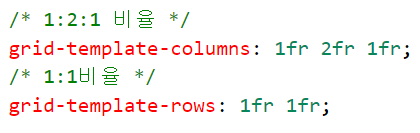 /* 1:2:1 비율 */
grid-template-columns: 1fr 2fr 1fr;
/* 1:1비율 */
grid-template-rows: 1fr 1fr;